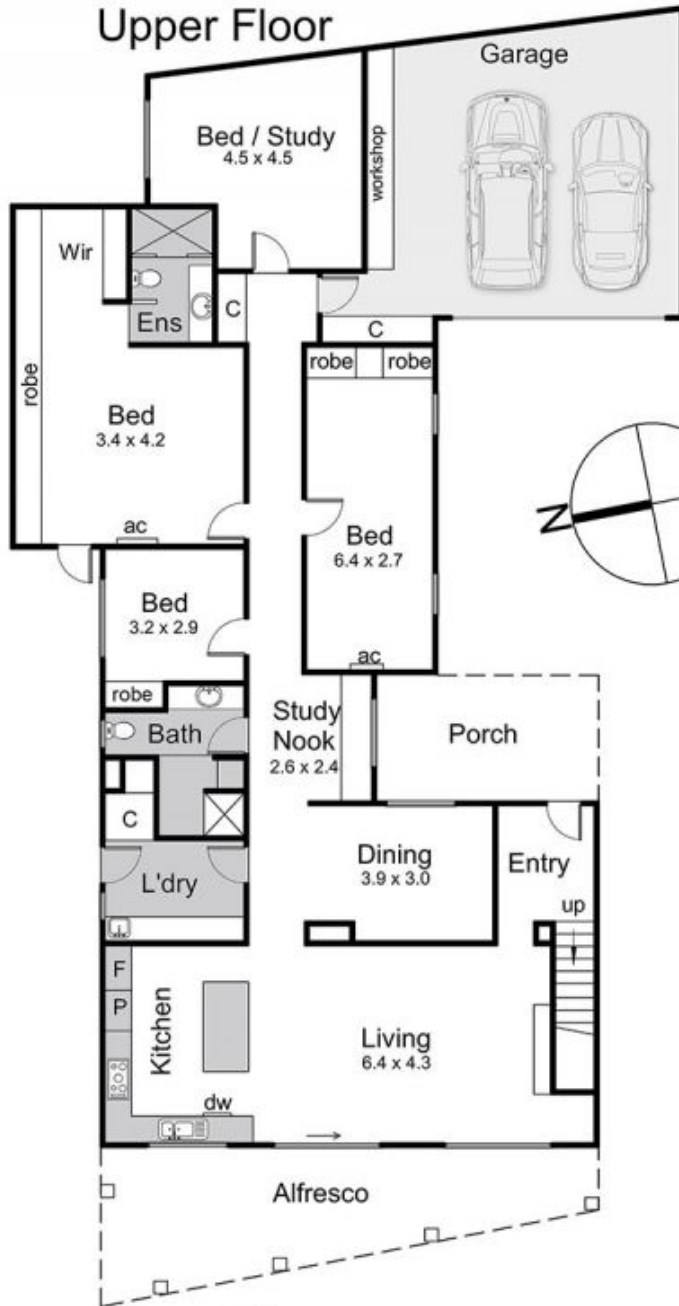 Upper Floor
Garage
Bed / Study
4.5 x 4.5
workshop
Wir
Ens
C
C
robe
robe
robe
Bed
3.4 x 4.2
ac
Bed
6.4 x 2.7
ac
N
Bed
3.2 x 2.9
robe
Bath
Study
Nook
2.6 x 2.4
Porch
C
L'dry
Dining
3.9 x 3.0
Entry
up
F
P
Kitchen
Living
6.4 x 4.3
dw
Alfresco